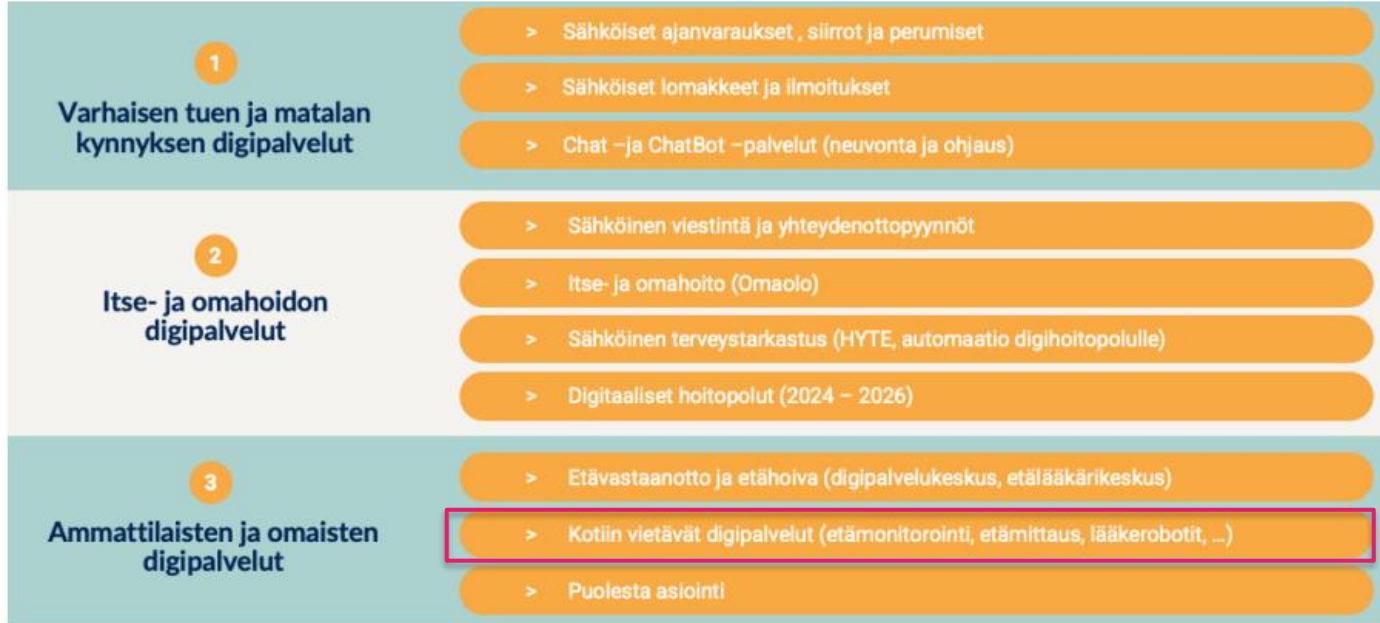 1
Varhaisen tuen ja matalan
kynnyksen digipalvelut
> Sähköiset ajanvaraukset , siirrot ja perumiset
> Sähköiset lomakkeet ja ilmoitukset
> Chat –ja ChatBot –palvelut (neuvonta ja ohjaus)
2
Itse- ja omahoidon
digipalvelut
> Sähköinen viestintä ja yhteydenottopyynnöt
> Itse- ja omahoito (Omaolo)
> Sähköinen terveystarkastus (HYTE, automaatio digihoitopolulle)
> Digitaaliset hoitopolut (2024 – 2026)
3
Ammattilaisten ja omaisten
digipalvelut
> Etävastaanotto ja etähoiva (digipalvelukeskus, etälääkärikeskus)
> Kotiin vietävät digipalvelut (etämonitorointi, etämittaus, lääkerobotit, …)
> Puolesta asiointi